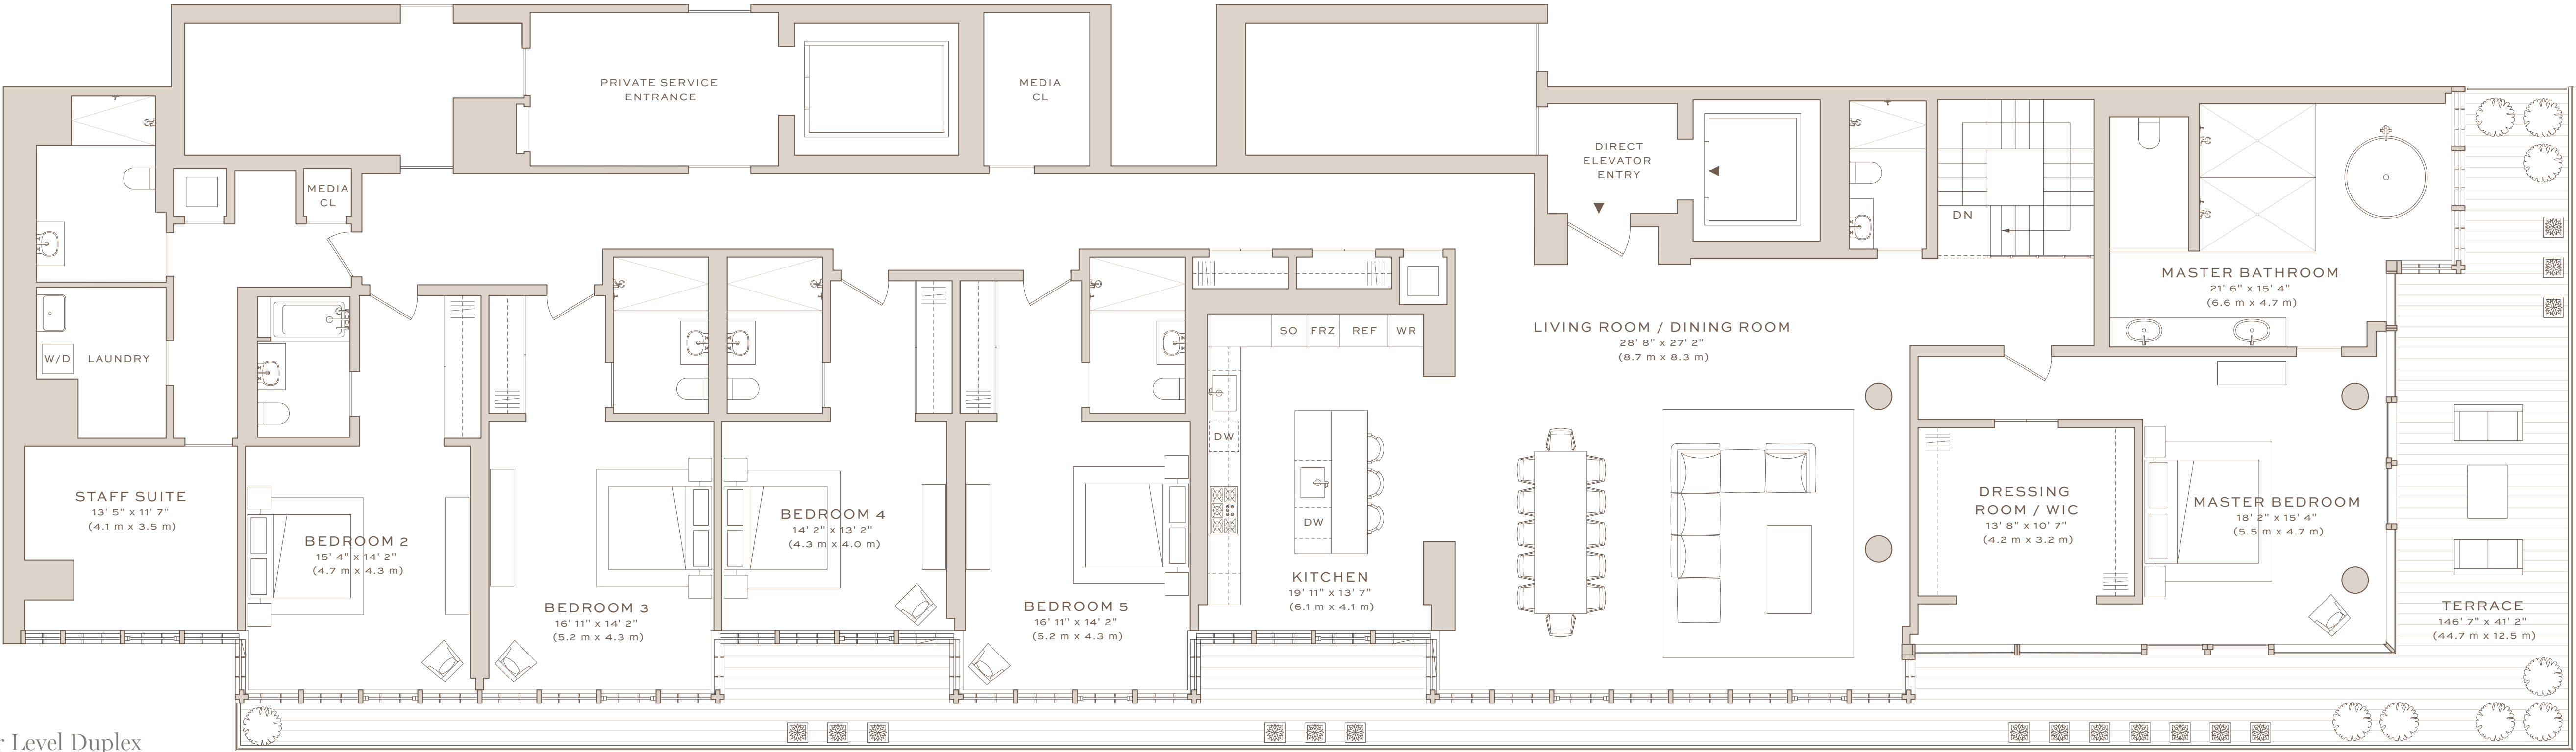 PRIVATE SERVICE
ENTRANCE
MEDIA
CL
DIRECT
ELEVATOR
ENTRY
MEDIA
CL
DN
MASTER BATHROOM
21' 6" x 15' 4"
(6.6 m x 4.7 m)
W/D
LAUNDRY
SO
FRZ
REF
WR
LIVING ROOM / DINING ROOM
28' 8" x 27' 2"
(8.7 m x 8.3 m)
DW
DW
STAFF SUITE
13' 5" x 11' 7"
(4.1 m x 3.5 m)
BEDROOM 2
15' 4" x 14' 2"
(4.7 m x 4.3 m)
BEDROOM 3
16' 11" x 14' 2"
(5.2 m x 4.3 m)
BEDROOM 4
14' 2" x 13' 2"
(4.3 m x 4.0 m)
BEDROOM 5
16' 11" x 14' 2"
(5.2 m x 4.3 m)
KITCHEN
19' 11" x 13' 7"
(6.1 m x 4.1 m)
DRESSING
ROOM / WIC
13' 8" x 10' 7"
(4.2 m x 3.2 m)
MASTER BEDROOM
18' 2" x 15' 4"
(5.5 m x 4.7 m)
TERRACE
146' 7" x 41' 2"
(44.7 m x 12.5 m)
r Level Duplex